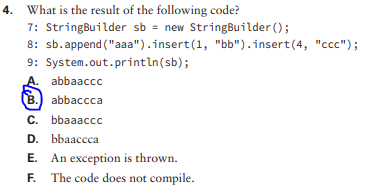 4. What is the result of the following code?
7: StringBuilder sb = new StringBuilder();
8: sb.append("aaa").insert(1, "bb").insert(4, "ccc");
9: System.out.println(sb);
A. abbaaccc
B. abbaccca
C. bbaaaccc
D. bbaaccca
E. An exception is thrown.
F. The code does not compile.